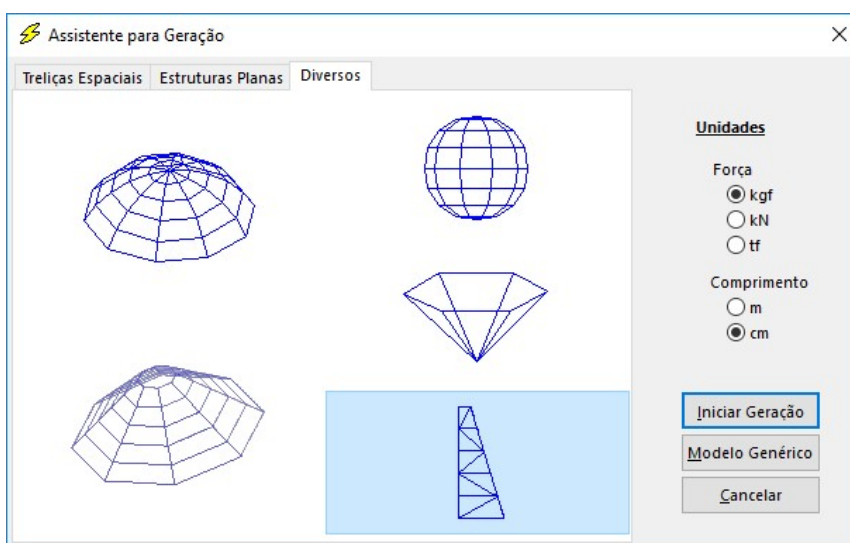 Assistente para Geração
Treliças Espaciais
Estruturas Planas
Diversos
Unidades
Força
kgf
kN
tf
Comprimento
m
cm
Iniciar Geração
Modelo Genérico
Cancelar